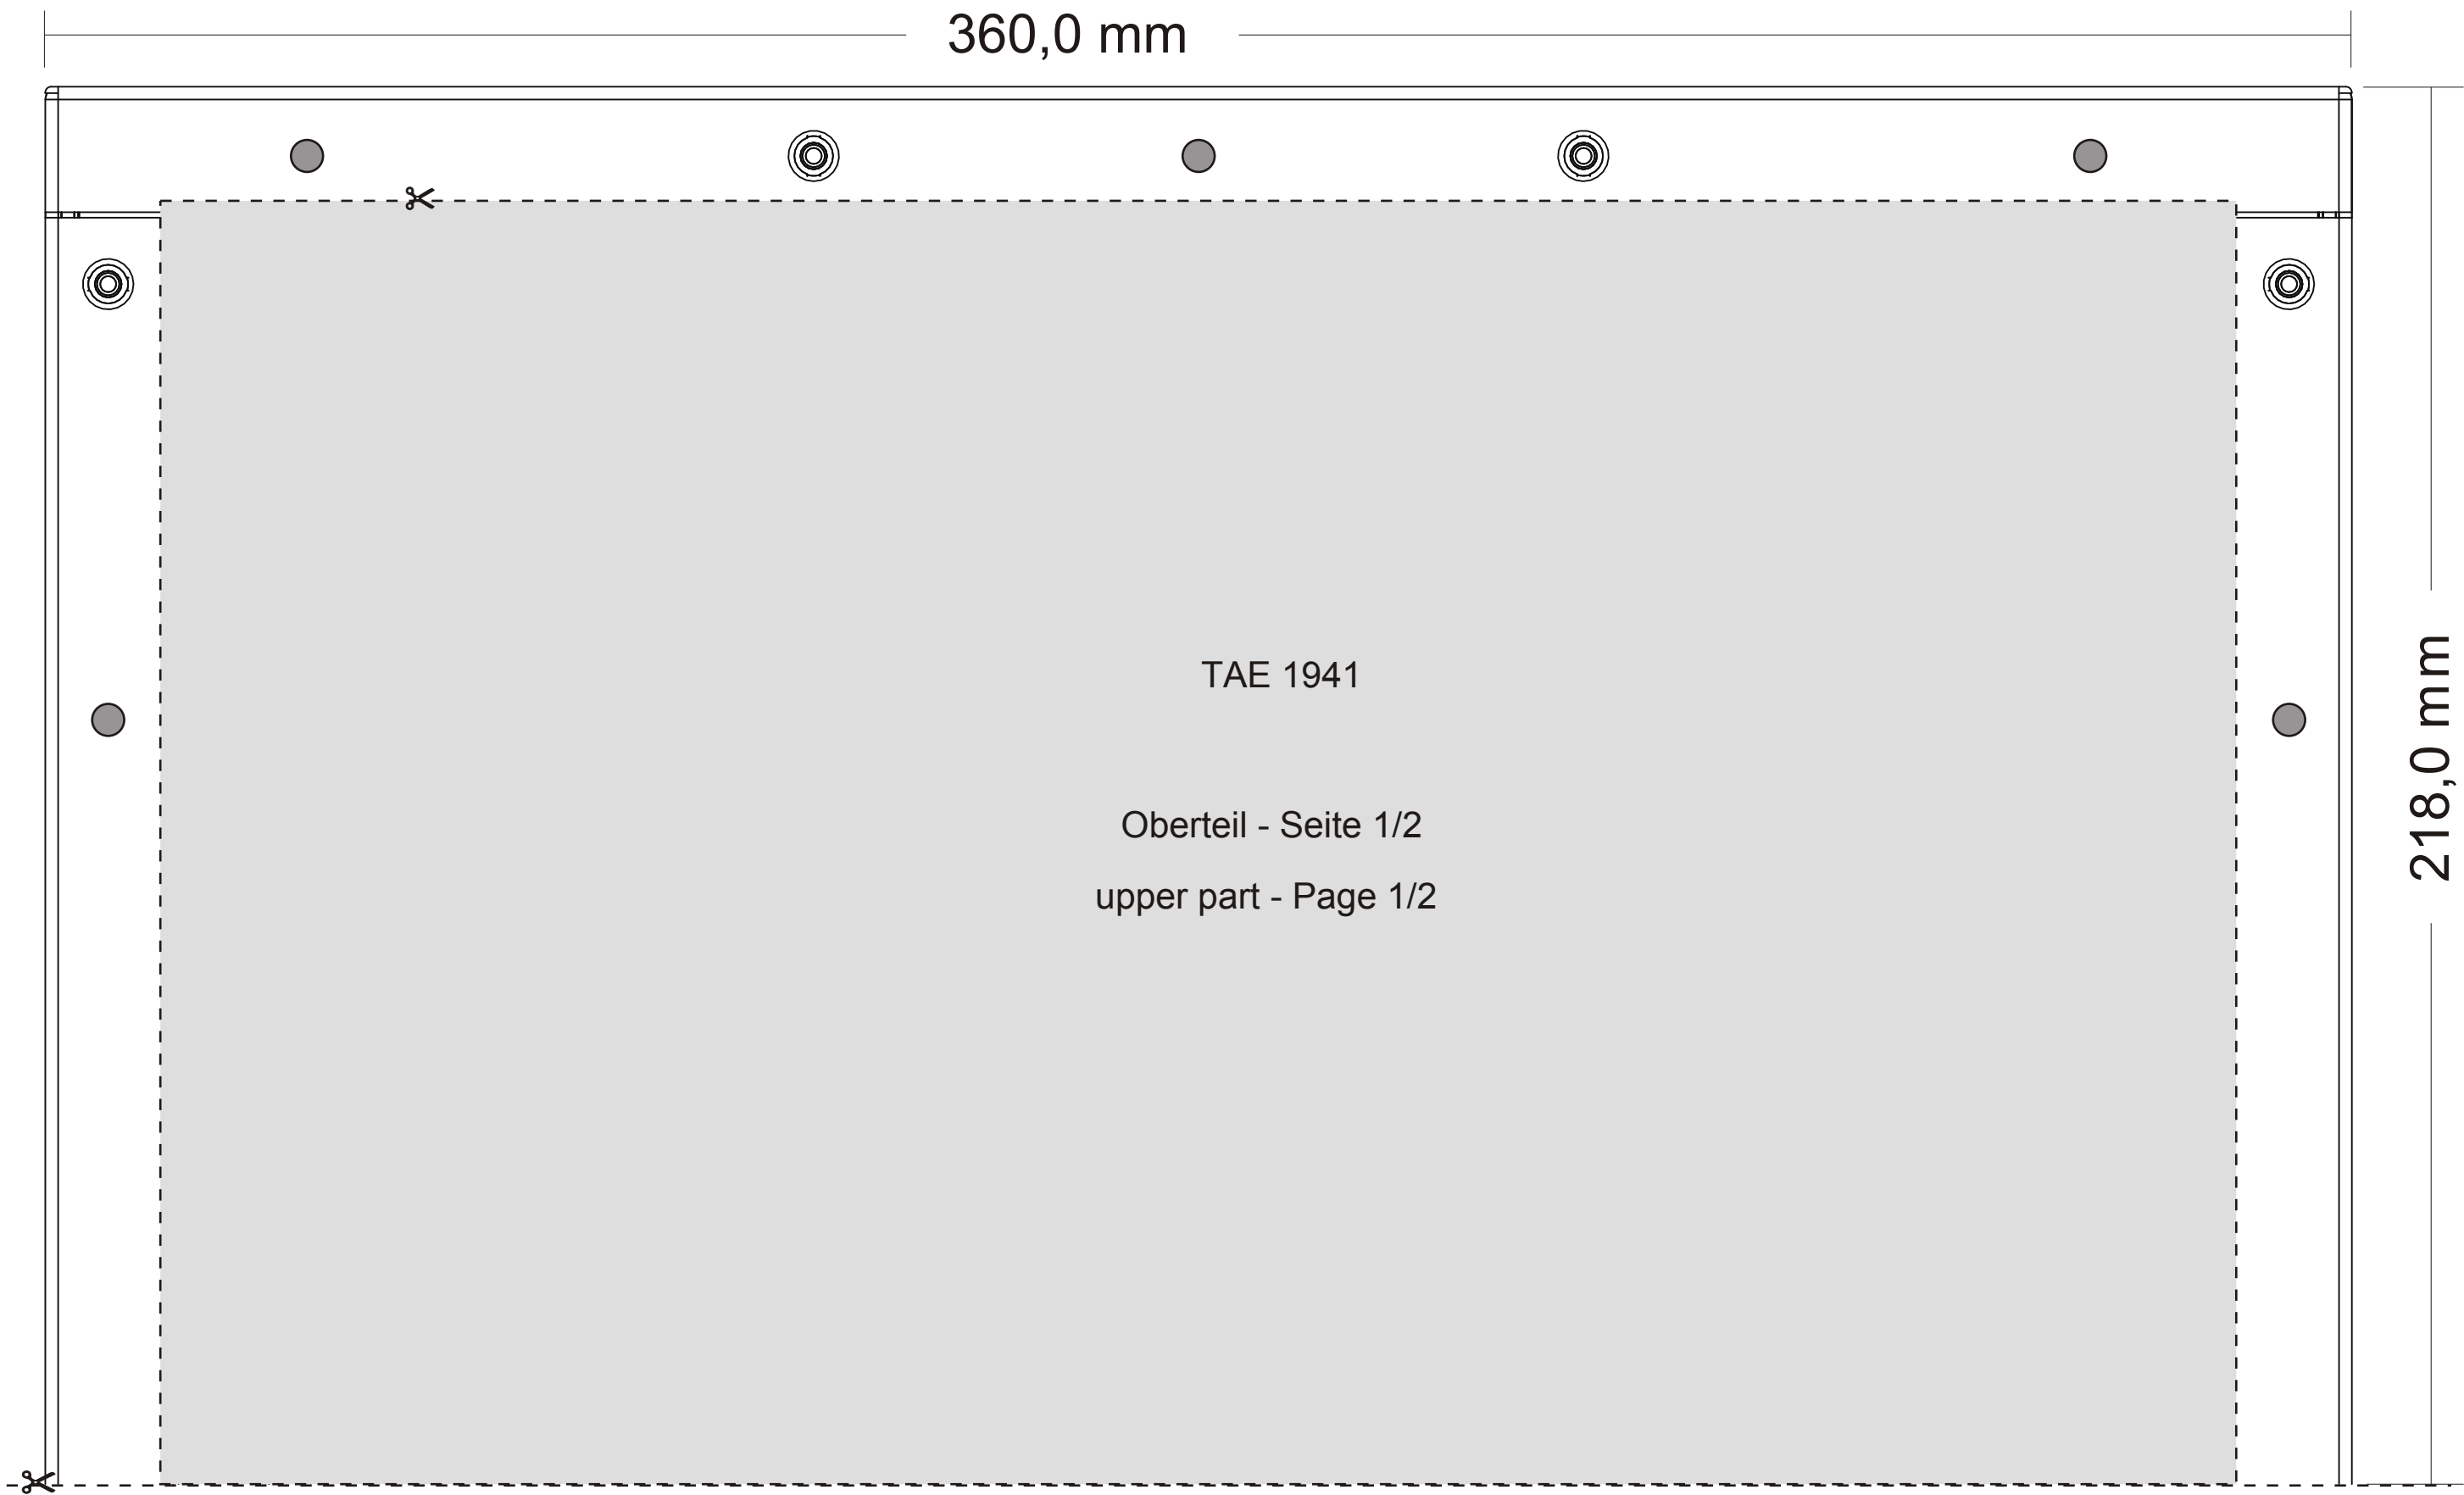 360,0 mm
TAE 1941
218,0 mm
Oberteil - Seite 1/2
upper part - Page 1/2